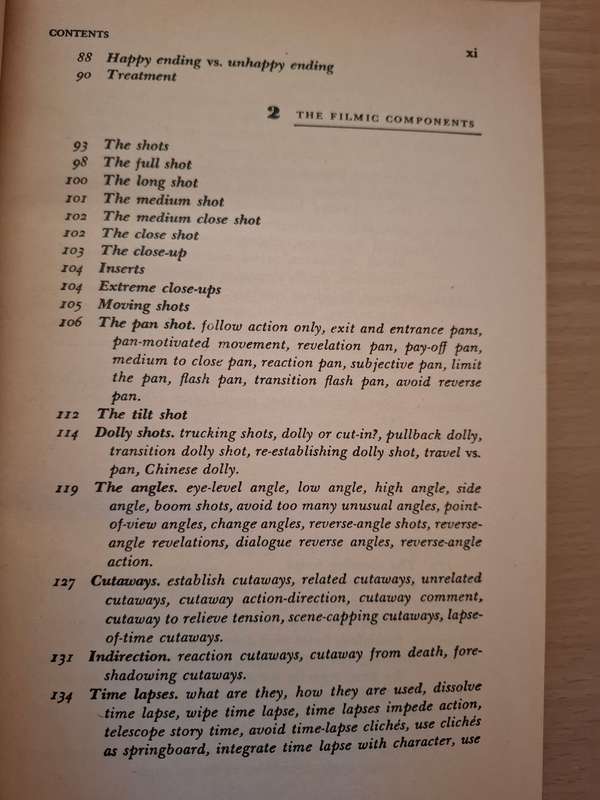 CONTENTS
xi
88 Happy ending vs. unhappy ending
90 Treatment
2 THE FILMIC COMPONENTS
93 The shots
98 The full shot
100 The long shot
101 The medium shot
102 The medium close shot
102 The close shot
103 The close-up
104 Inserts
104 Extreme close-ups
105 Moving shots
106 The pan shot. follow action only, exit and entrance pans,
pan-motivated movement, revelation pan, pay-off pan,
medium to close pan, reaction pan, subjective pan, limit
the pan, flash pan, transition flash pan, avoid reverse
pan.
112 The tilt shot
114 Dolly shots. trucking shots, dolly or cut-in?, pullback dolly,
transition dolly shot, re-establishing dolly shot, travel vs.
pan, Chinese dolly.
119 The angles. eye-level angle, low angle, high angle, side
angle, boom shots, avoid too many unusual angles, point-
of-view angles, change angles, reverse-angle shots, reverse-
angle revelations, dialogue reverse angles, reverse-angle
action.
127 Cutaways. establish cutaways, related cutaways, unrelated
cutaways, cutaway action-direction, cutaway comment,
cutaway to relieve tension, scene-capping cutaways, lapse-
of-time cutaways.
131 Indirection. reaction cutaways, cutaway from death, fore-
shadowing cutaways.
134 Time lapses. what are they, how they are used, dissolve
time lapse, wipe time lapse, time lapses impede action,
telescope story time, avoid time-lapse clichés, use clichés
as springboard, integrate time lapse with character, use